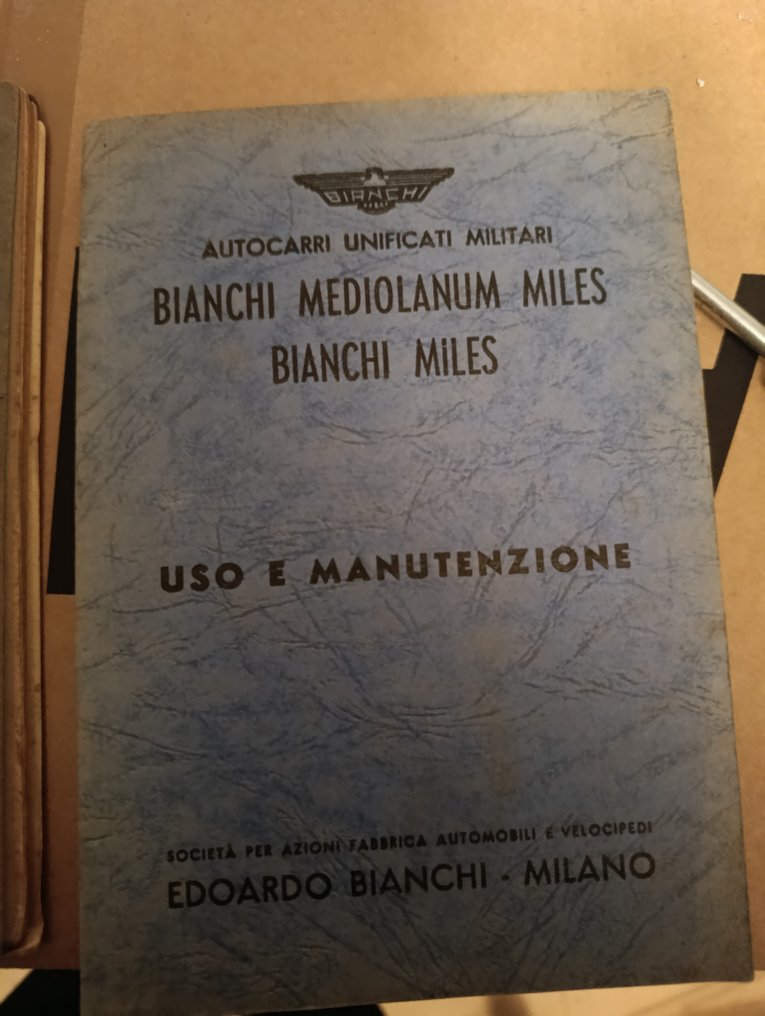 BIANCHI
AUTOCARRI UNIFICATI MILITARI
BIANCHI MEDIOLANUM MILES
BIANCHI MILES
USO E MANUTENZIONE
SOCIETÀ PER AZIONI FABBRICA AUTOMOBILI E VELOCIPEDI
EDOARDO BIANCHI - MILANO